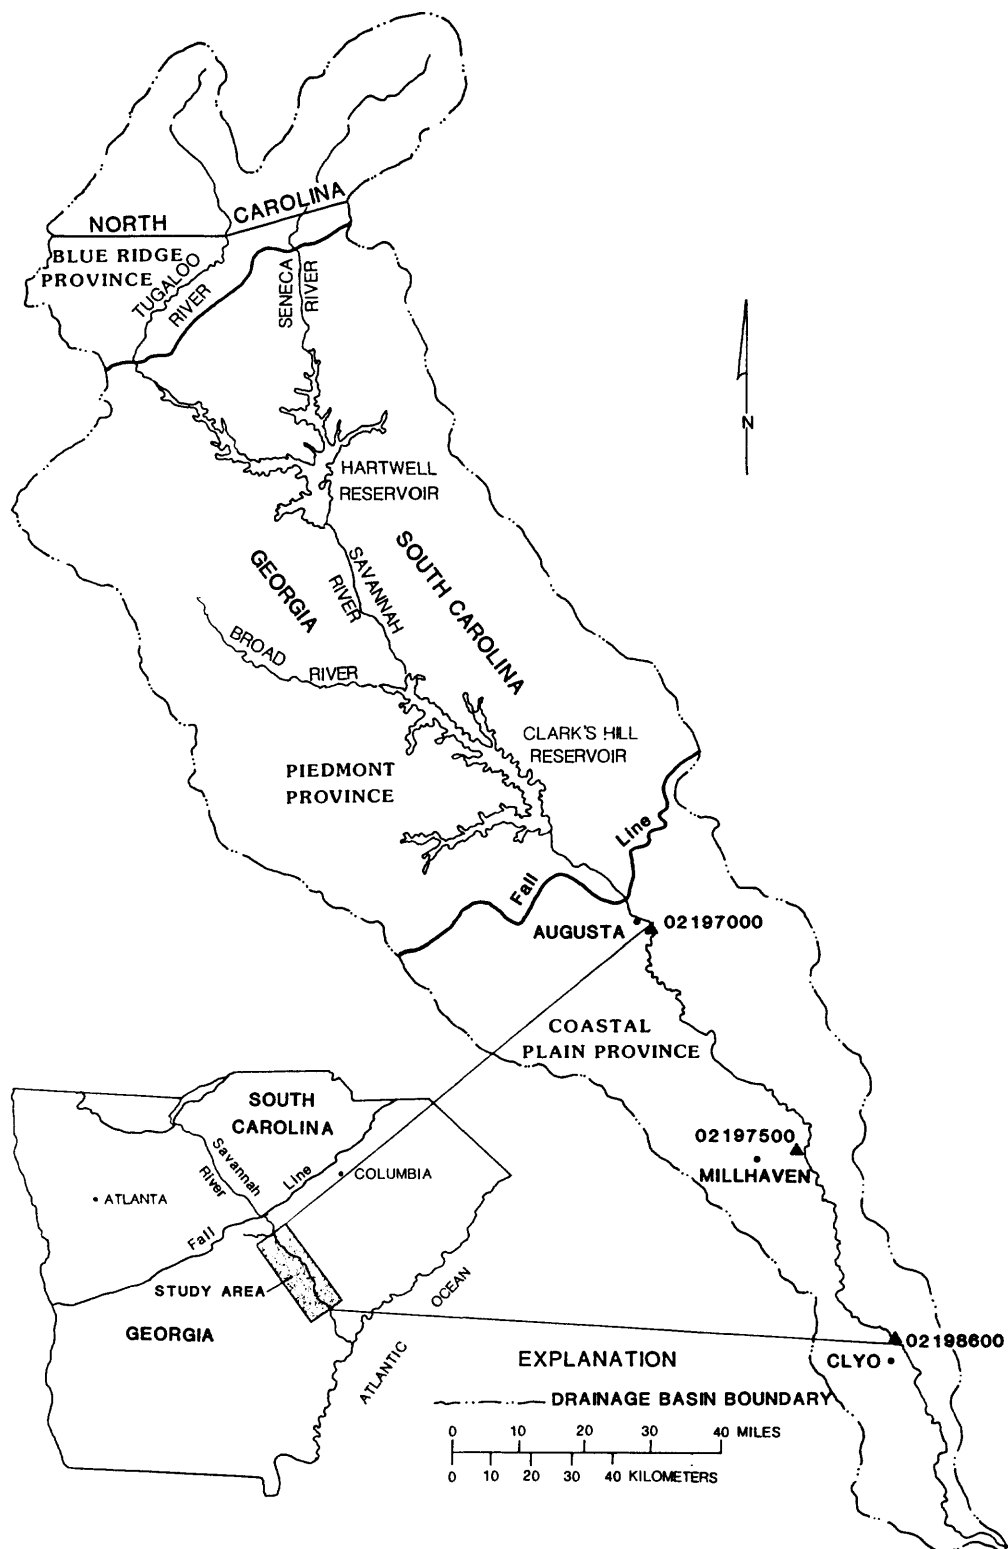 NORTH
CAROLINA
BLUE RIDGE
PROVINCE
TUGALOO
RIVER
SENECA
RIVER
N
HARTWELL
RESERVOIR
GEORGIA
SAVANNAH
RIVER
SOUTH CAROLINA
BROAD
RIVER
CLARK'S HILL
RESERVOIR
PIEDMONT
PROVINCE
Fall
Line
AUGUSTA
02197000
COASTAL
PLAIN PROVINCE
02197500
MILLHAVEN
02198600
CLYO
SOUTH
CAROLINA
Savannah
River
Line
COLUMBIA
ATLANTA
Fall
STUDY AREA
GEORGIA
ATLANTIC
OCEAN
EXPLANATION
DRAINAGE BASIN BOUNDARY
0 10 20 30 40 MILES
0 10 20 30 40 KILOMETERS